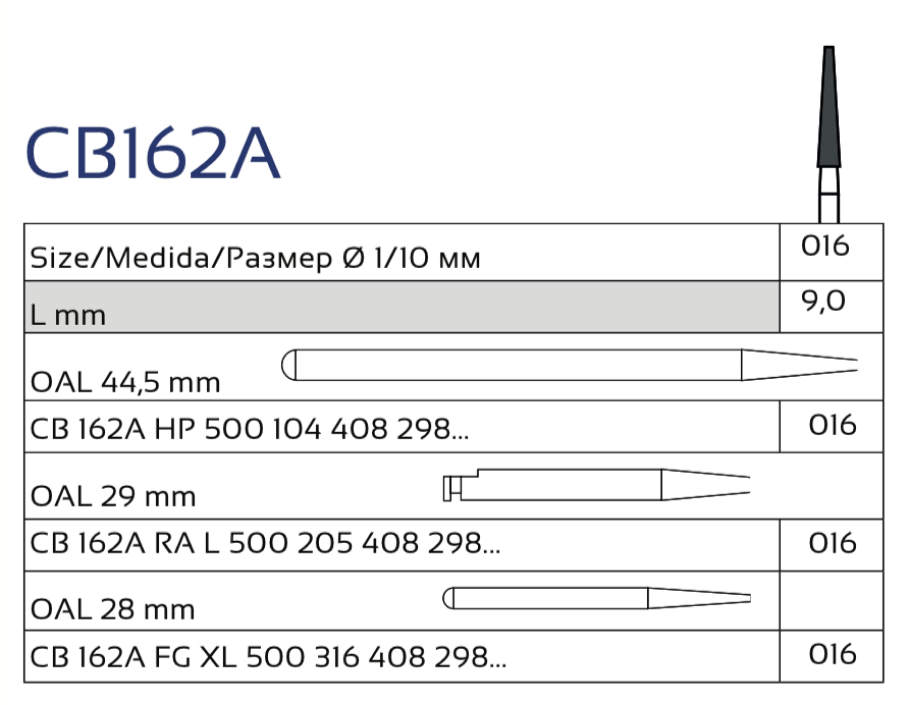 CB162A
Size/Medida/Размер Ø 1/10 мм 016
L mm 9,0
OAL 44,5 mm
CB 162A HP 500 104 408 298... 016
OAL 29 mm
CB 162A RA L 500 205 408 298... 016
OAL 28 mm
CB 162A FG XL 500 316 408 298... 016